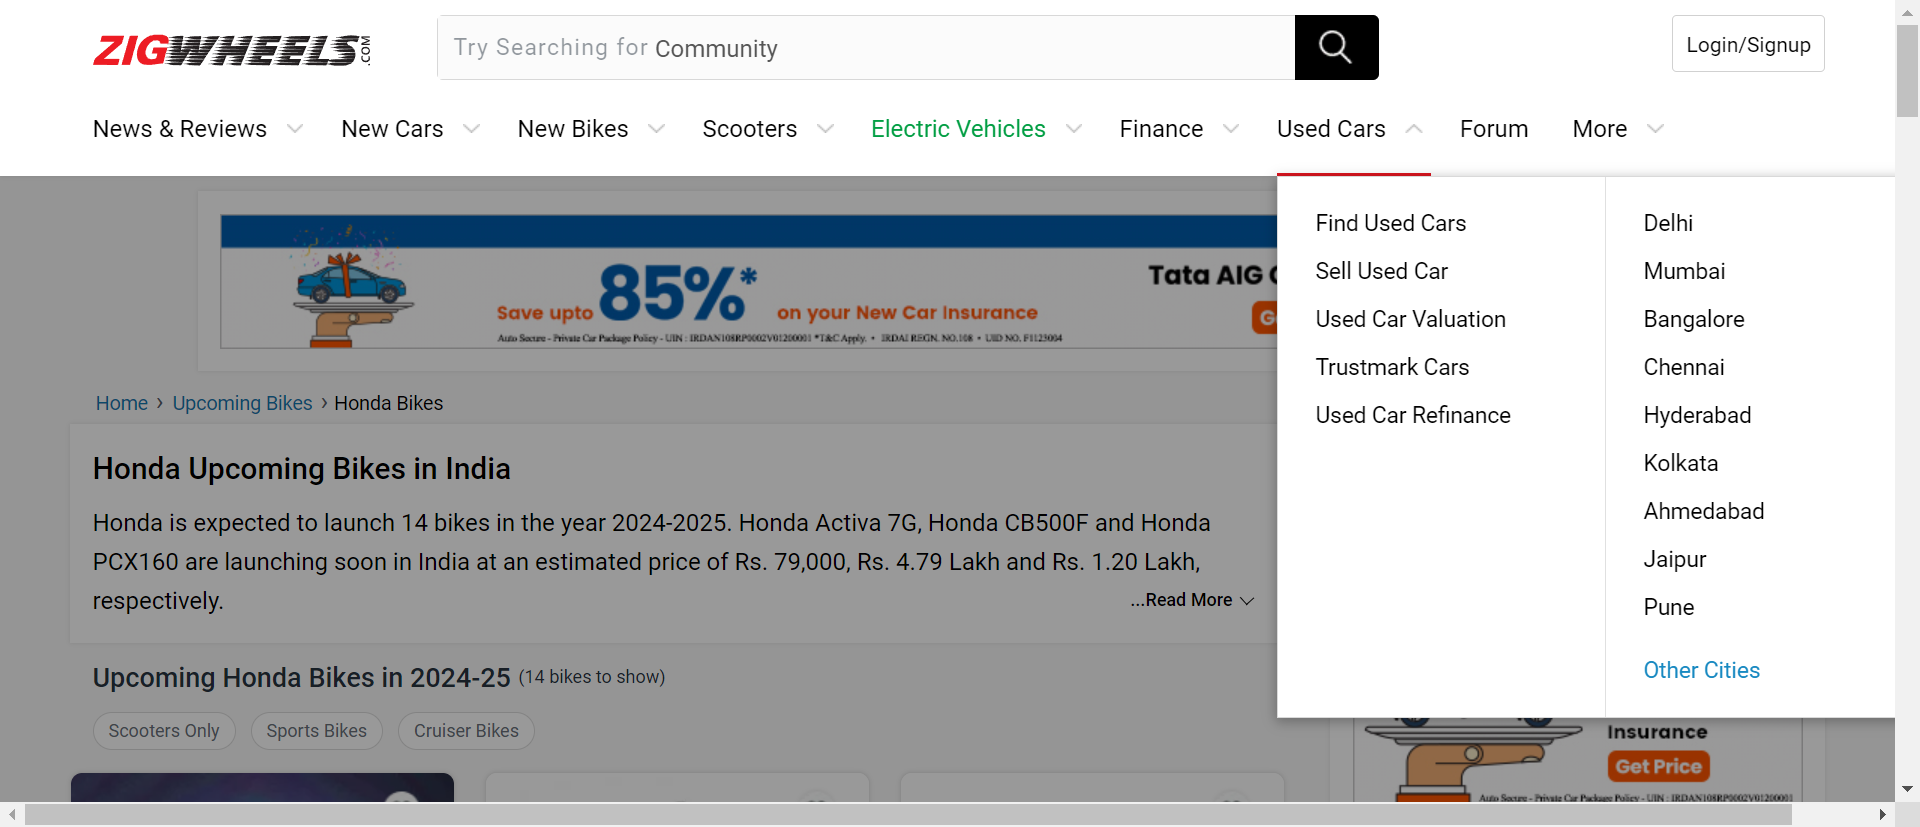 ZIGWHEELS.COM
Try Searching for Community
Login/Signup
News & Reviews
New Cars
New Bikes
Scooters
Electric Vehicles
Finance
Used Cars
Forum
More
Find Used Cars
Sell Used Car
Used Car Valuation
Trustmark Cars
Used Car Refinance
Delhi
Mumbai
Bangalore
Chennai
Hyderabad
Kolkata
Ahmedabad
Jaipur
Pune
Other Cities
Save upto 85%* on your New Car Insurance
Auto Secure - Private Car Package Policy - UIN : IRDAN108RP0002V01200001 *T&C Apply. • IRDAI REGN. NO.108 • UID NO. F1123094
Tata AIG
Home > Upcoming Bikes > Honda Bikes
Honda Upcoming Bikes in India
Honda is expected to launch 14 bikes in the year 2024-2025. Honda Activa 7G, Honda CB500F and Honda
PCX160 are launching soon in India at an estimated price of Rs. 79,000, Rs. 4.79 Lakh and Rs. 1.20 Lakh,
respectively.
...Read More
Upcoming Honda Bikes in 2024-25 (14 bikes to show)
Scooters Only
Sports Bikes
Cruiser Bikes
Insurance
Get Price
Auto Secure - Private Car Package Policy - UIN : IRDAN108RP0002V01200001